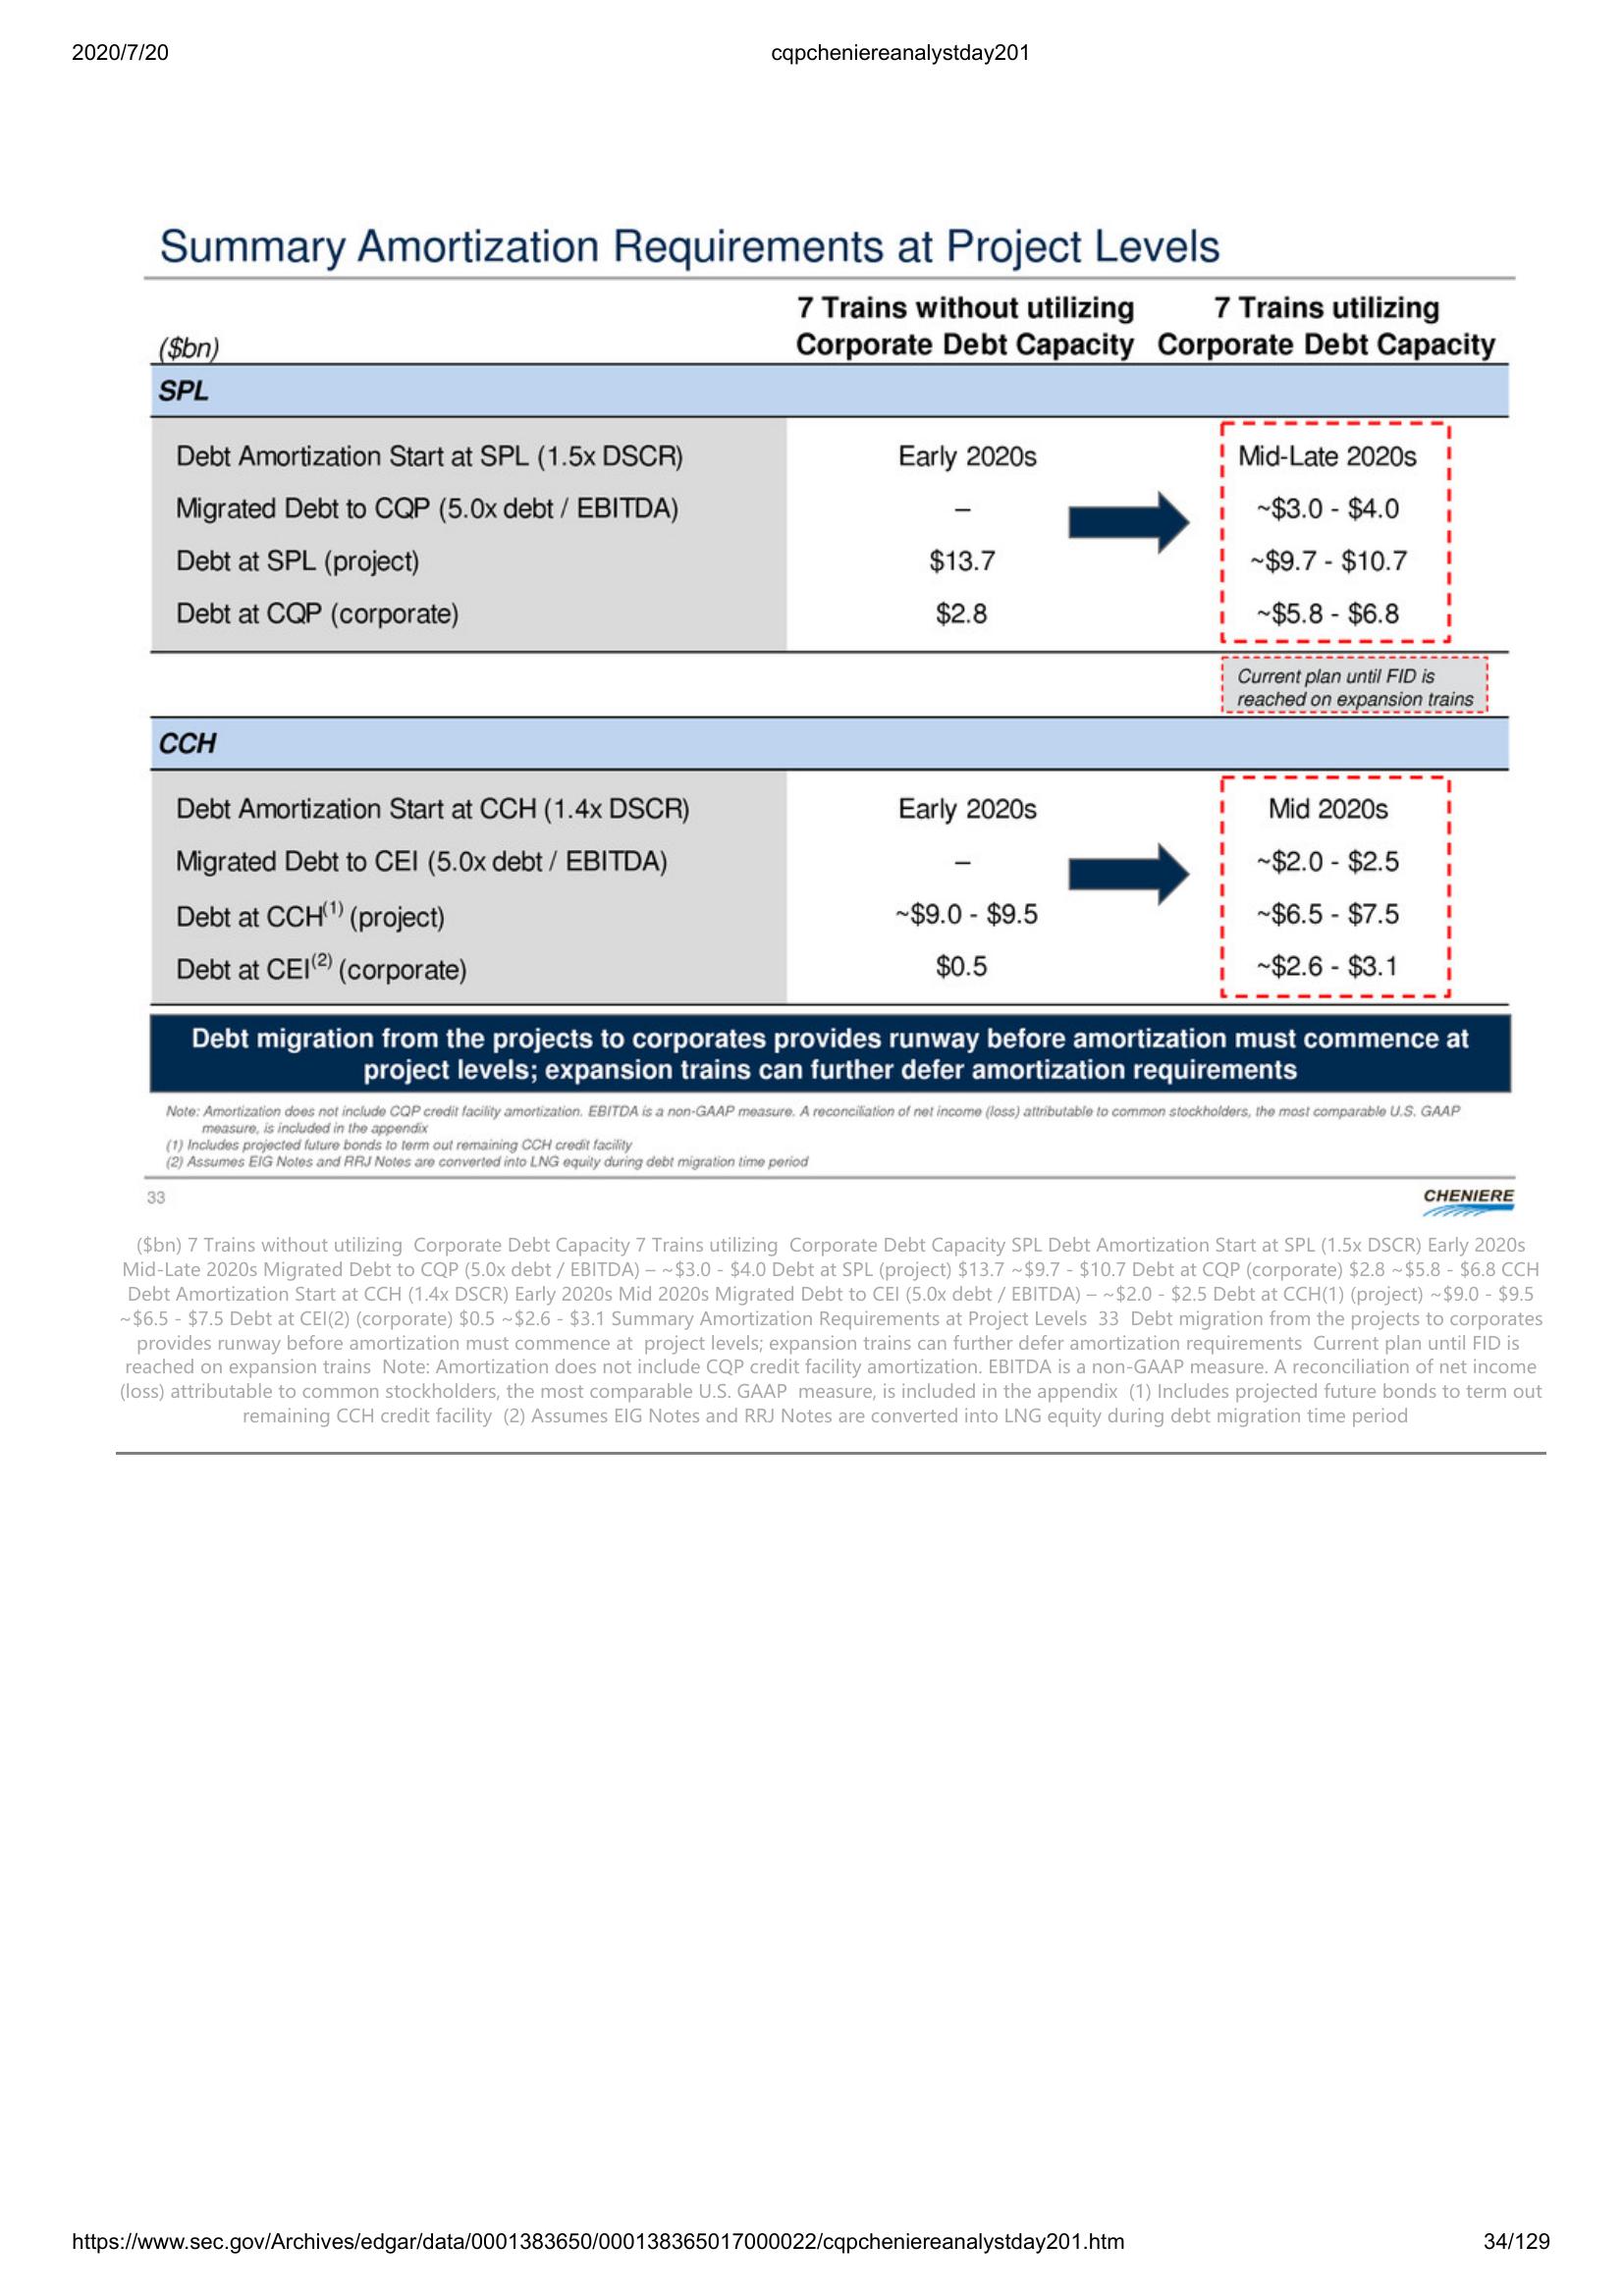 2020/7/20 cqpcheniereanalystday201
Summary Amortization Requirements at Project Levels
($bn) 7 Trains without utilizing Corporate Debt Capacity 7 Trains utilizing Corporate Debt Capacity
SPL
Debt Amortization Start at SPL (1.5x DSCR) Early 2020s Mid-Late 2020s
Migrated Debt to CQP (5.0x debt / EBITDA) – ~$3.0 - $4.0
Debt at SPL (project) $13.7 ~$9.7 - $10.7
Debt at CQP (corporate) $2.8 ~$5.8 - $6.8
Current plan until FID is
reached on expansion trains
CCH
Debt Amortization Start at CCH (1.4x DSCR) Early 2020s Mid 2020s
Migrated Debt to CEI (5.0x debt / EBITDA) – ~$2.0 - $2.5
Debt at CCH(1) (project) ~$9.0 - $9.5 ~$6.5 - $7.5
Debt at CEI(2) (corporate) $0.5 ~$2.6 - $3.1
Debt migration from the projects to corporates provides runway before amortization must commence at
project levels; expansion trains can further defer amortization requirements
Note: Amortization does not include CQP credit facility amortization. EBITDA is a non-GAAP measure. A reconciliation of net income (loss) attributable to common stockholders, the most comparable U.S. GAAP
measure, is included in the appendix
(1) Includes projected future bonds to term out remaining CCH credit facility
(2) Assumes EIG Notes and RRJ Notes are converted into LNG equity during debt migration time period
33 CHENIERE
($bn) 7 Trains without utilizing Corporate Debt Capacity 7 Trains utilizing Corporate Debt Capacity SPL Debt Amortization Start at SPL (1.5x DSCR) Early 2020s
Mid-Late 2020s Migrated Debt to CQP (5.0x debt / EBITDA) – ~$3.0 - $4.0 Debt at SPL (project) $13.7 ~$9.7 - $10.7 Debt at CQP (corporate) $2.8 ~$5.8 - $6.8 CCH
Debt Amortization Start at CCH (1.4x DSCR) Early 2020s Mid 2020s Migrated Debt to CEI (5.0x debt / EBITDA) – ~$2.0 - $2.5 Debt at CCH(1) (project) ~$9.0 - $9.5
~$6.5 - $7.5 Debt at CEI(2) (corporate) $0.5 ~$2.6 - $3.1 Summary Amortization Requirements at Project Levels 33 Debt migration from the projects to corporates
provides runway before amortization must commence at project levels; expansion trains can further defer amortization requirements Current plan until FID is
reached on expansion trains Note: Amortization does not include CQP credit facility amortization. EBITDA is a non-GAAP measure. A reconciliation of net income
(loss) attributable to common stockholders, the most comparable U.S. GAAP measure, is included in the appendix (1) Includes projected future bonds to term out
remaining CCH credit facility (2) Assumes EIG Notes and RRJ Notes are converted into LNG equity during debt migration time period
https://www.sec.gov/Archives/edgar/data/0001383650/000138365017000022/cqpcheniereanalystday201.htm 34/129